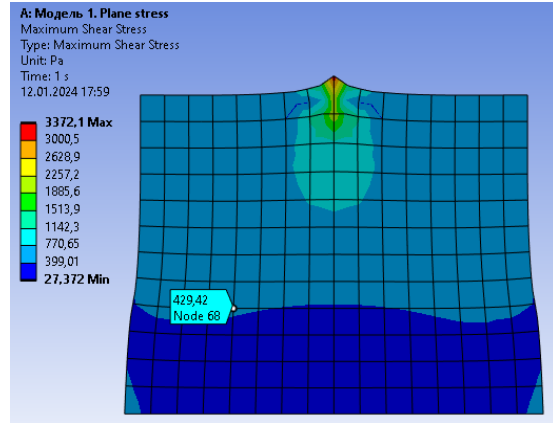 A: Модель 1. Plane stress
Maximum Shear Stress
Type: Maximum Shear Stress
Unit: Pa
Time: 1 s
12.01.2024 17:59
3372,1 Max
3000,5
2628,9
2257,2
1885,6
1513,9
1142,3
770,65
399,01
27,372 Min
429,42
Node 68